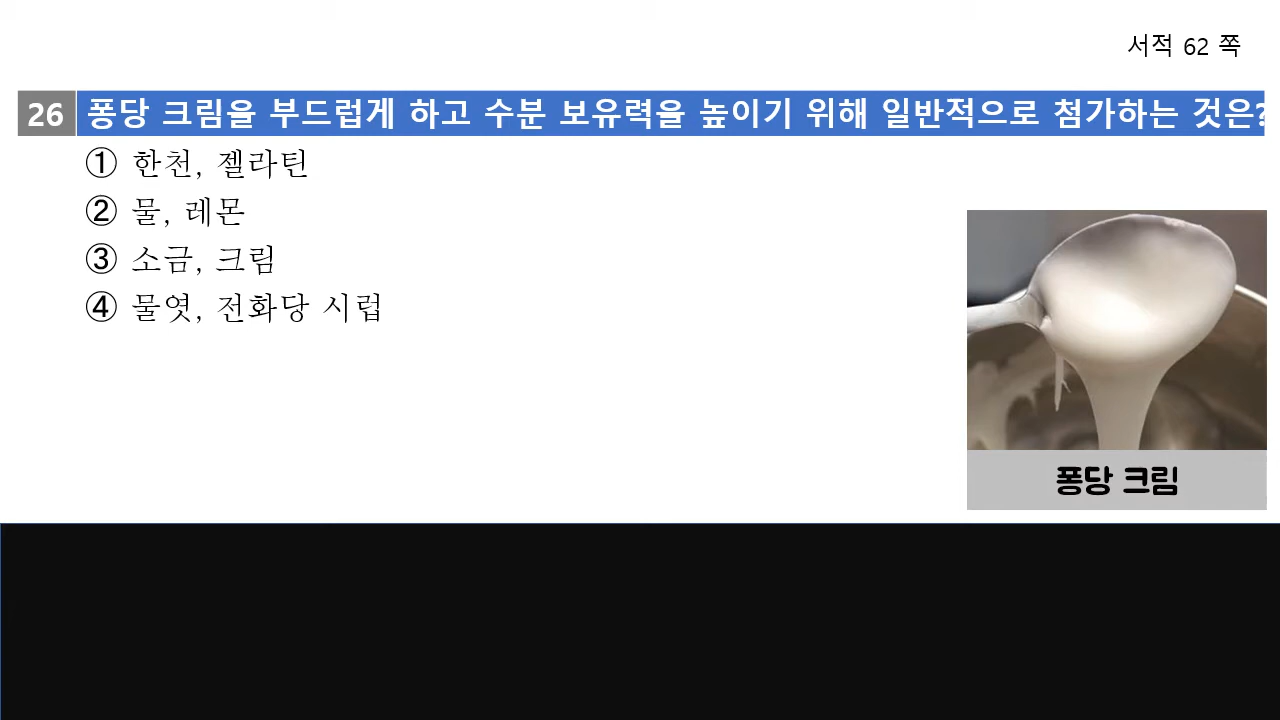 서적 62 쪽
26 퐁당 크림을 부드럽게 하고 수분 보유력을 높이기 위해 일반적으로 첨가하는 것은?
① 한천, 젤라틴
② 물, 레몬
③ 소금, 크림
④ 물엿, 전화당 시럽
퐁당 크림